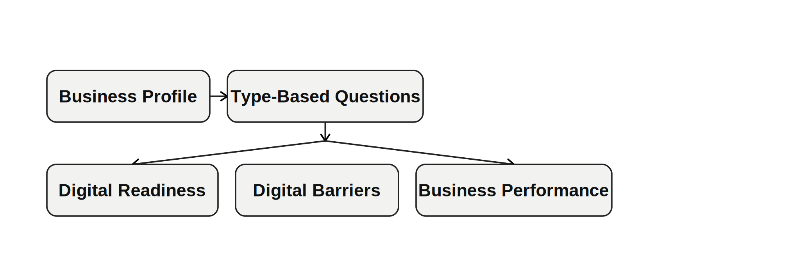 Business Profile
Type-Based Questions
Digital Readiness
Digital Barriers
Business Performance